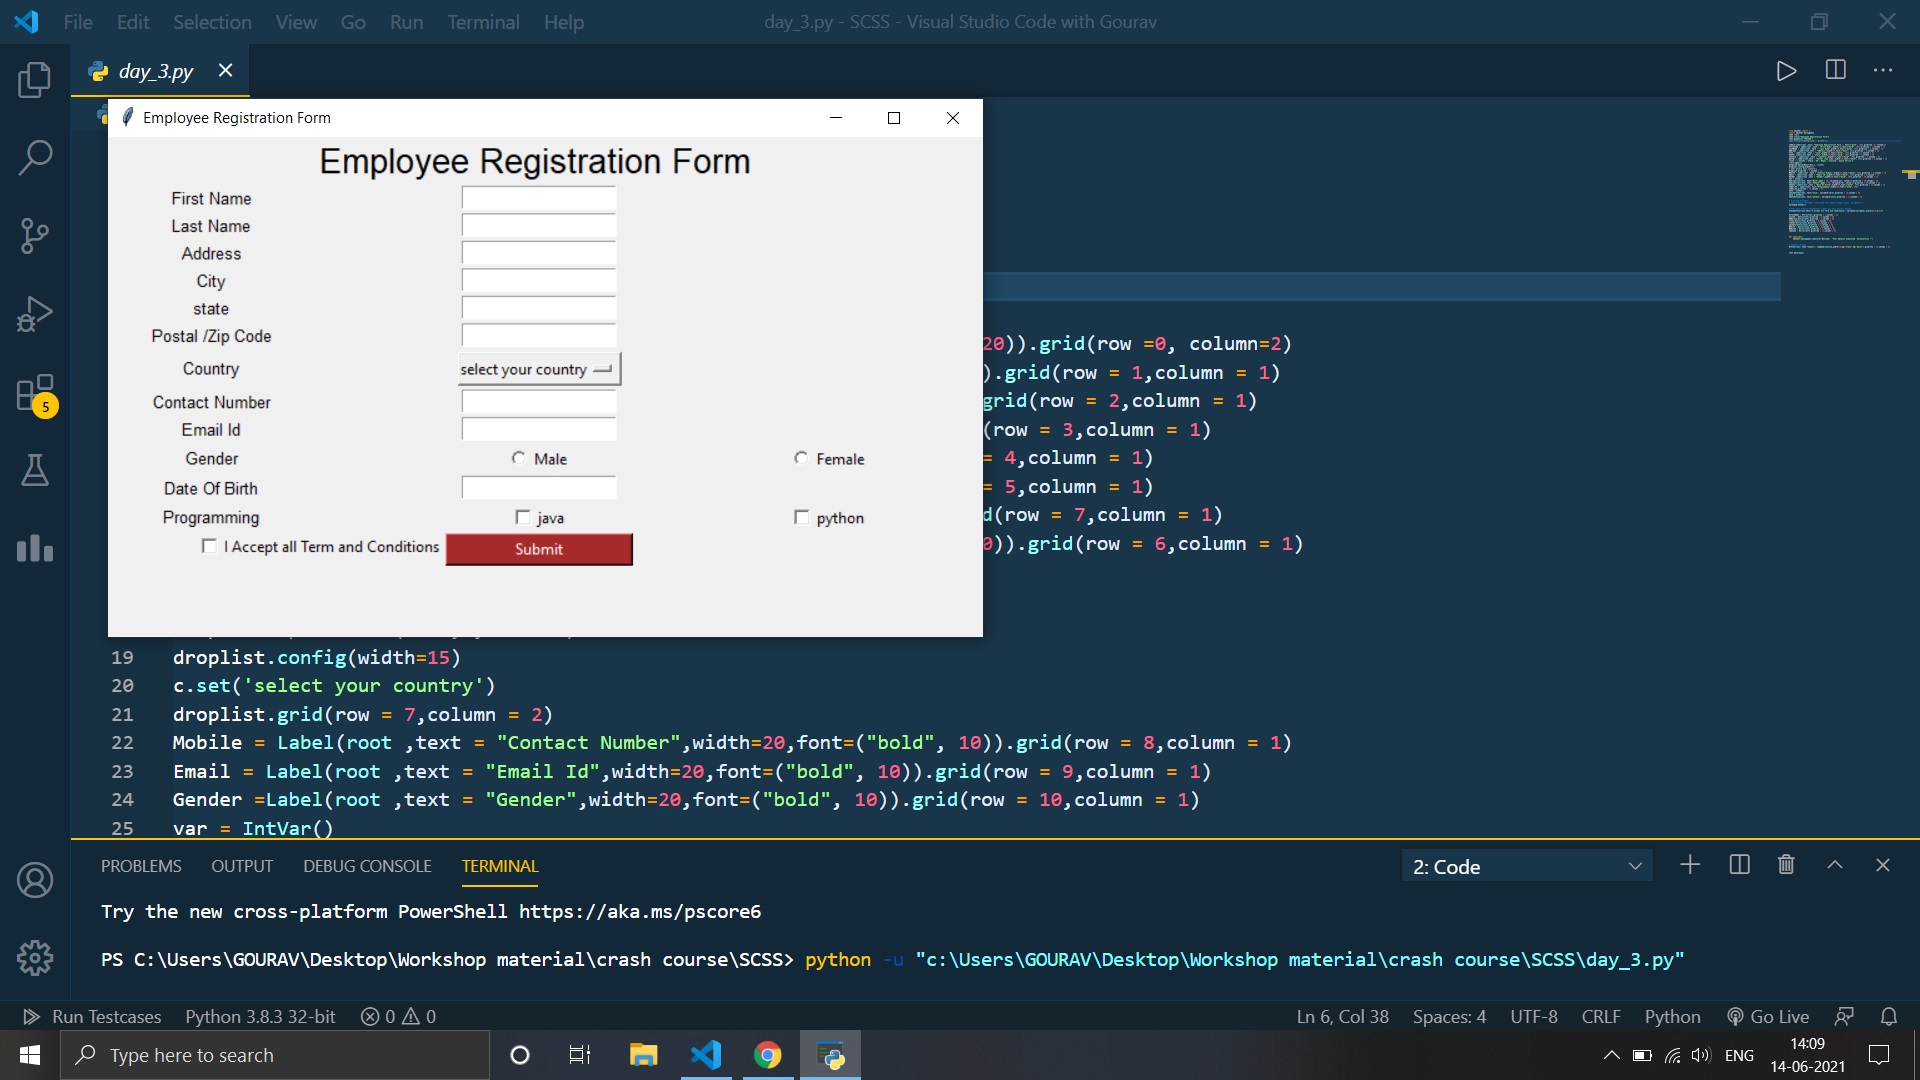 File Edit Selection View Go Run Terminal Help
day_3.py - SCSS - Visual Studio Code with Gourav
day_3.py
Employee Registration Form
Employee Registration Form
First Name
Last Name
Address
City
state
Postal /Zip Code
Country select your country
Contact Number
Email Id
Gender Male Female
Date Of Birth
Programming java python
I Accept all Term and Conditions Submit
20)).grid(row =0, column=2)
).grid(row = 1,column = 1)
grid(row = 2,column = 1)
(row = 3,column = 1)
= 4,column = 1)
= 5,column = 1)
d(row = 7,column = 1)
0)).grid(row = 6,column = 1)
5
19 droplist.config(width=15)
20 c.set('select your country')
21 droplist.grid(row = 7,column = 2)
22 Mobile = Label(root ,text = "Contact Number",width=20,font=("bold", 10)).grid(row = 8,column = 1)
23 Email = Label(root ,text = "Email Id",width=20,font=("bold", 10)).grid(row = 9,column = 1)
24 Gender =Label(root ,text = "Gender",width=20,font=("bold", 10)).grid(row = 10,column = 1)
25 var = IntVar()
PROBLEMS OUTPUT DEBUG CONSOLE TERMINAL 2: Code
Try the new cross-platform PowerShell https://aka.ms/pscore6
PS C:\Users\GOURAV\Desktop\Workshop material\crash course\SCSS> python -u "c:\Users\GOURAV\Desktop\Workshop material\crash course\SCSS\day_3.py"
Run Testcases Python 3.8.3 32-bit 0 0 Ln 6, Col 38 Spaces: 4 UTF-8 CRLF Python Go Live
Type here to search ENG
14:09
14-06-2021